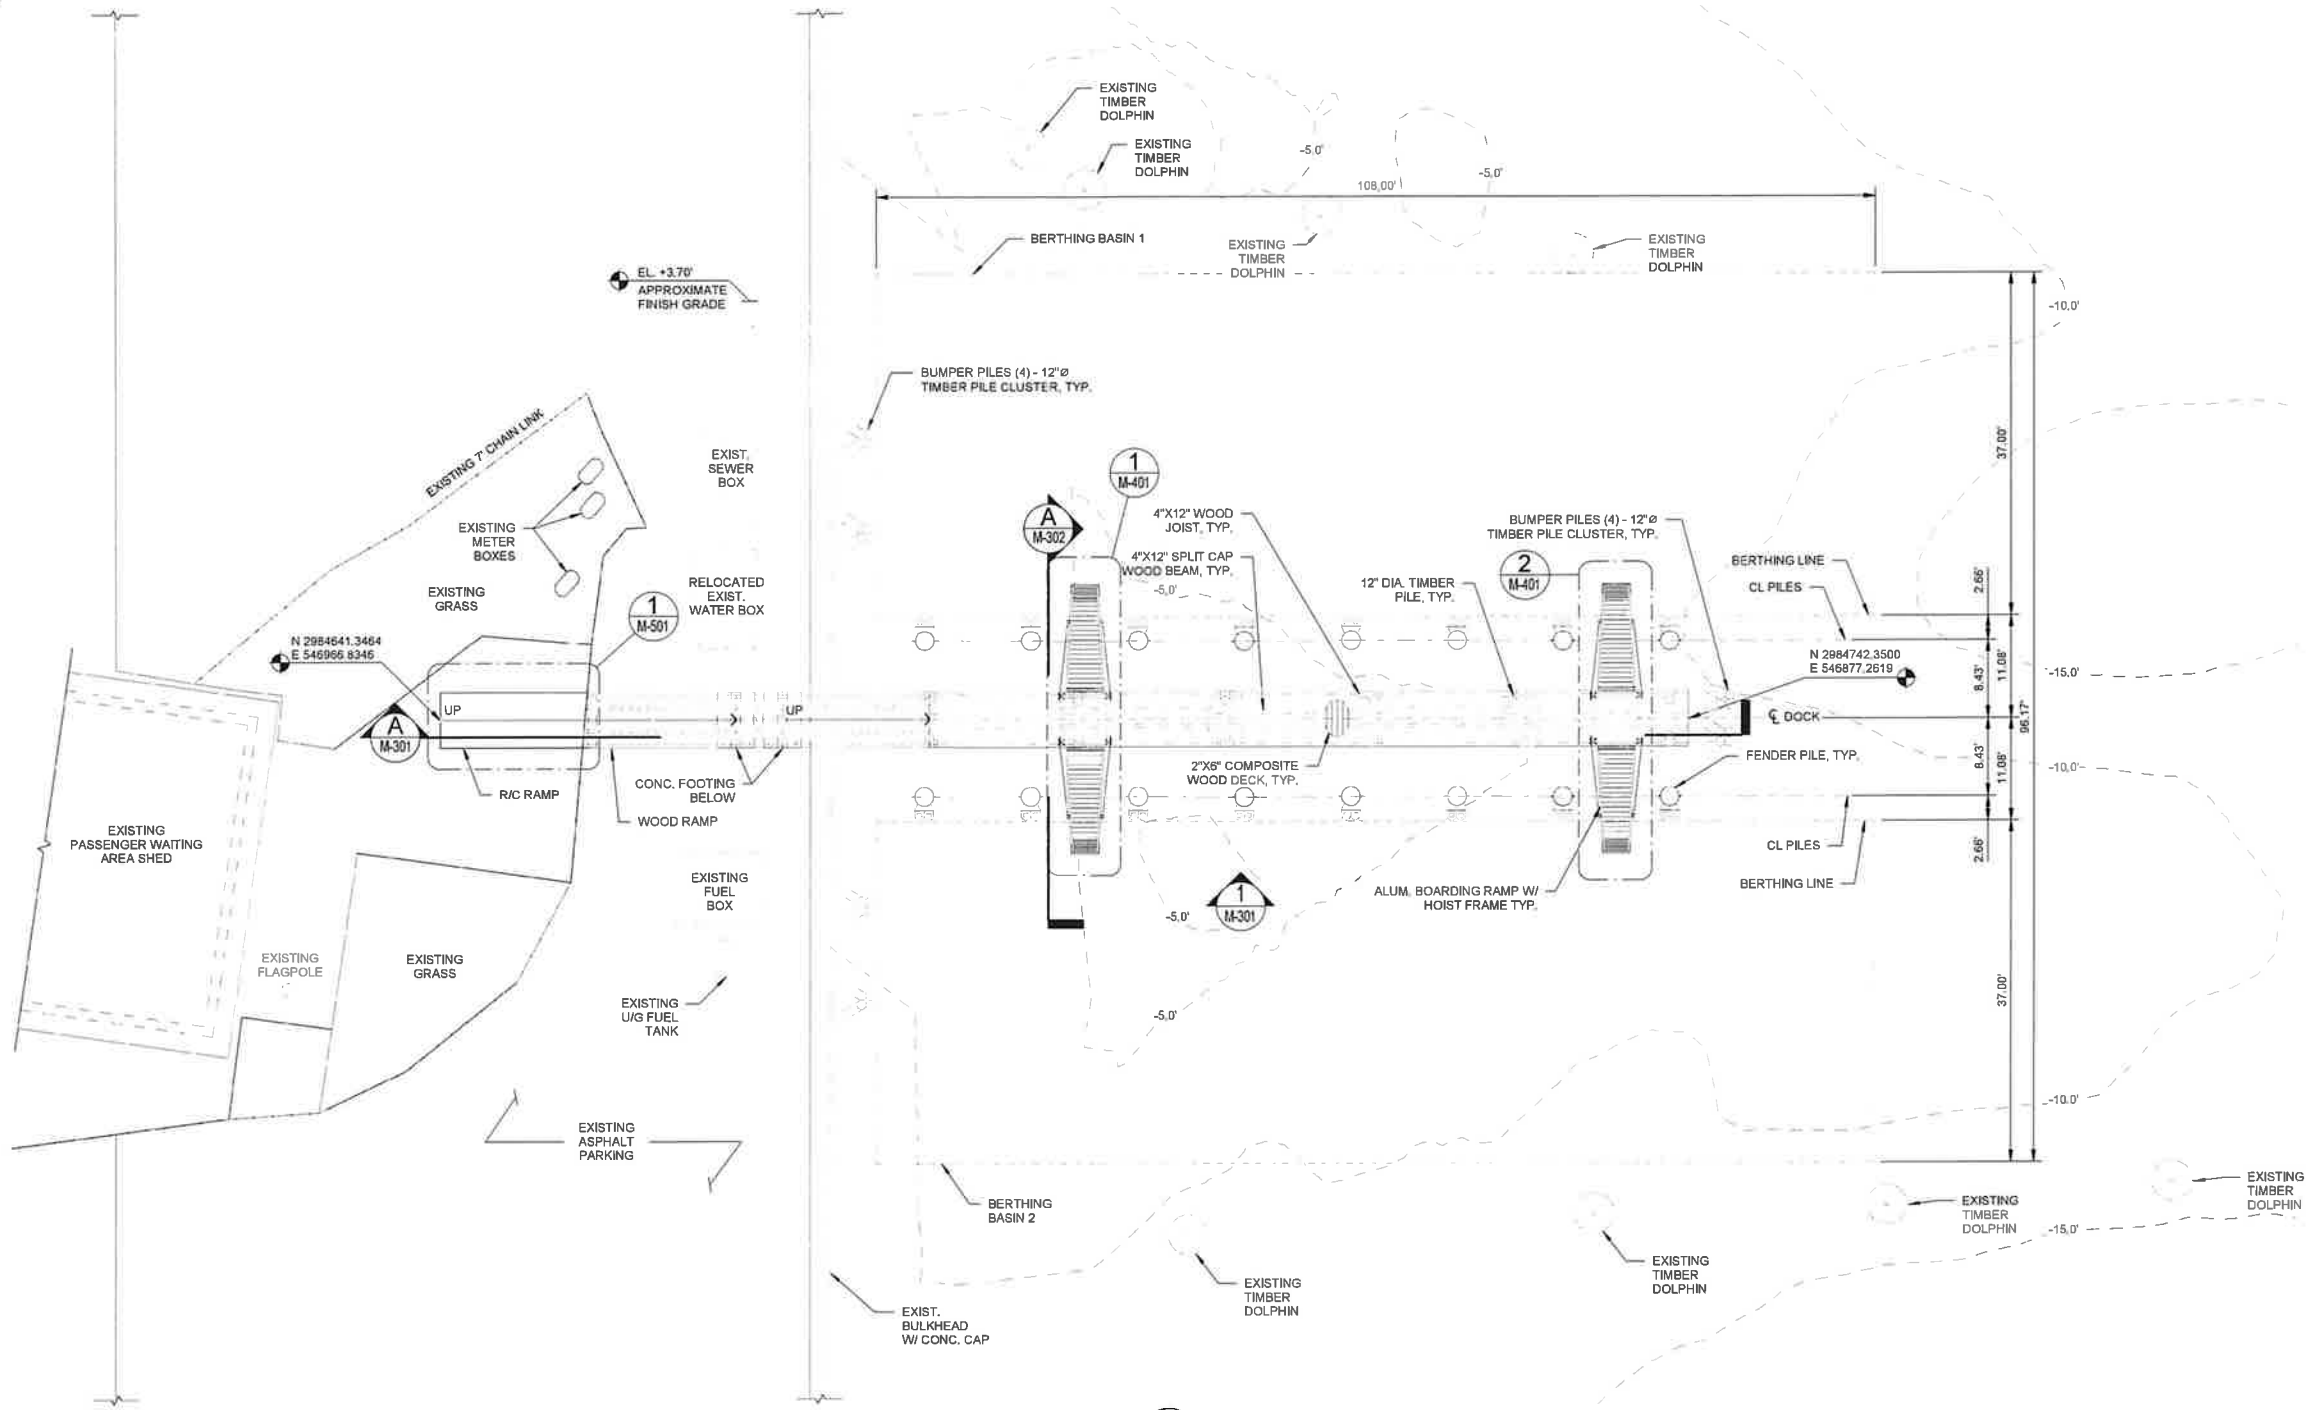 EXISTING
TIMBER
DOLPHIN
EXISTING
TIMBER
DOLPHIN
-5.0'
-5.0'
108.00'
BERTHING BASIN 1
EXISTING
TIMBER
DOLPHIN
EXISTING
TIMBER
DOLPHIN
EL. +3.70'
APPROXIMATE
FINISH GRADE
-10.0'
BUMPER PILES (4) - 12"Ø
TIMBER PILE CLUSTER, TYP.
37.00'
EXISTING 7' CHAIN LINK
EXIST.
SEWER
BOX
1
M-401
A
M-302
4"X12" WOOD
JOIST, TYP.
4"X12" SPLIT CAP
WOOD BEAM, TYP.
BUMPER PILES (4) - 12"Ø
TIMBER PILE CLUSTER, TYP.
EXISTING
METER
BOXES
2
M-401
BERTHING LINE
CL PILES
2.66'
12" DIA. TIMBER
PILE, TYP.
RELOCATED
EXIST.
WATER BOX
EXISTING
GRASS
-5.0'
1
M-501
N 2984641.3464
E 546966.8346
N 2984742.3500
E 546877.2619
8.43'
11.08'
-15.0'
UP
UP
℄ DOCK
96.17'
A
M-301
FENDER PILE, TYP.
8.43'
11.08'
-10.0'
2"X6" COMPOSITE
WOOD DECK, TYP.
R/C RAMP
CONC. FOOTING
BELOW
WOOD RAMP
EXISTING
PASSENGER WAITING
AREA SHED
CL PILES
2.66'
BERTHING LINE
EXISTING
FUEL
BOX
ALUM. BOARDING RAMP W/
HOIST FRAME TYP.
1
M-301
-5.0'
EXISTING
FLAGPOLE
EXISTING
GRASS
37.00'
EXISTING
U/G FUEL
TANK
-5.0'
-10.0'
EXISTING
ASPHALT
PARKING
BERTHING
BASIN 2
EXISTING
TIMBER
DOLPHIN
EXISTING
TIMBER
DOLPHIN
-15.0'
EXISTING
TIMBER
DOLPHIN
EXISTING
TIMBER
DOLPHIN
EXIST.
BULKHEAD
W/ CONC. CAP